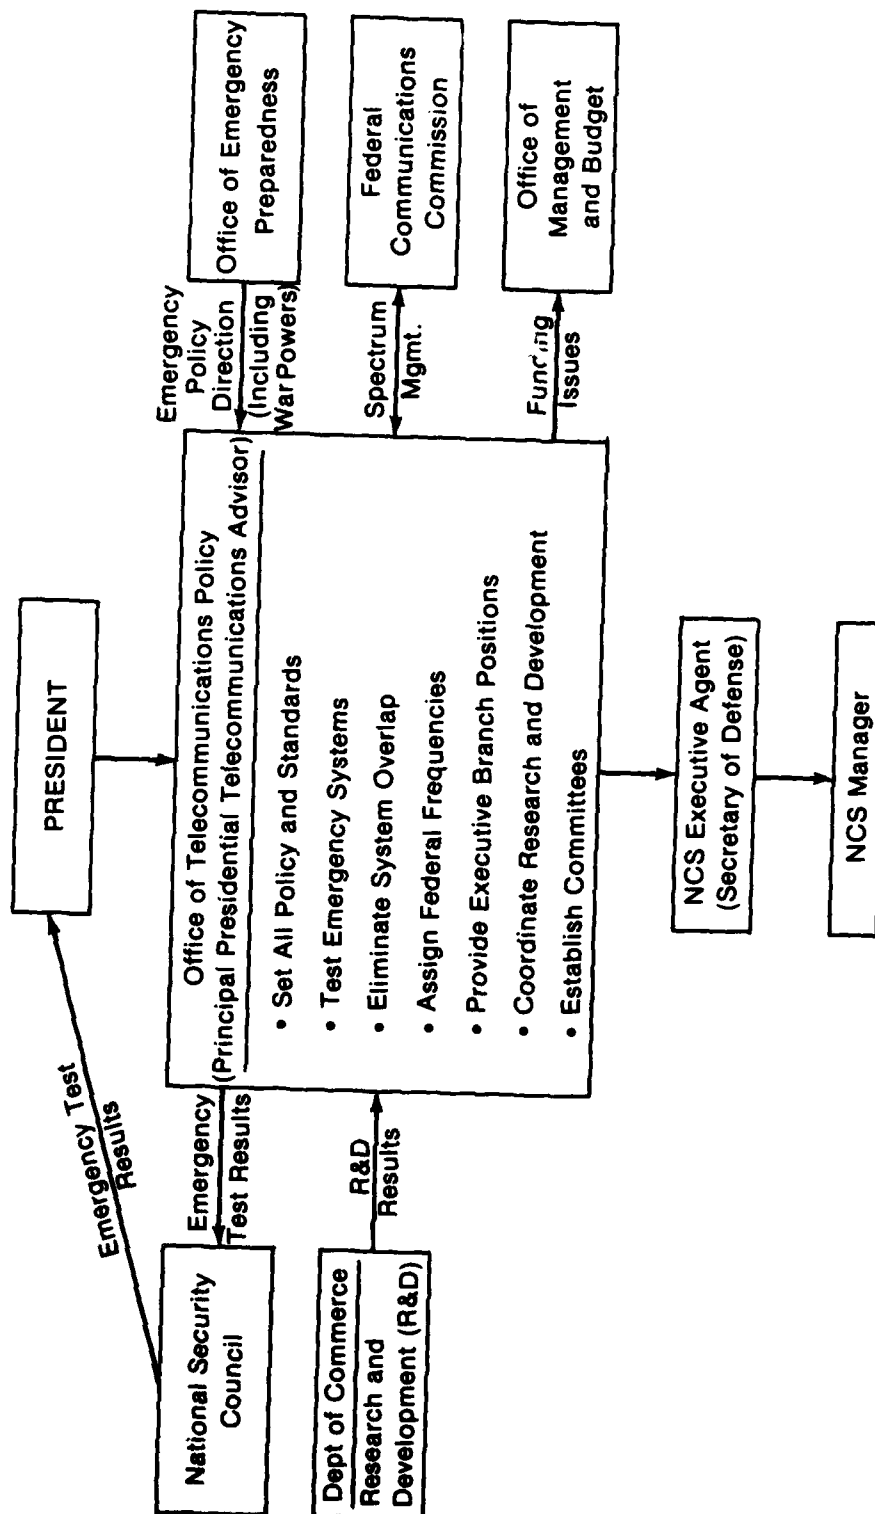 PRESIDENT
Emergency Test
Results
National Security
Council
Emergency
Test Results
Office of Telecommunications Policy
(Principal Presidential Telecommunications Advisor)
• Set All Policy and Standards
• Test Emergency Systems
• Eliminate System Overlap
• Assign Federal Frequencies
• Provide Executive Branch Positions
• Coordinate Research and Development
• Establish Committees
Emergency
Policy
Direction
(Including
War Powers)
Office of Emergency
Preparedness
Dept of Commerce
Research and
Development (R&D)
R&D
Results
Spectrum
Mgmt.
Federal
Communications
Commission
Funding
Issues
Office of
Management
and Budget
NCS Executive Agent
(Secretary of Defense)
NCS Manager